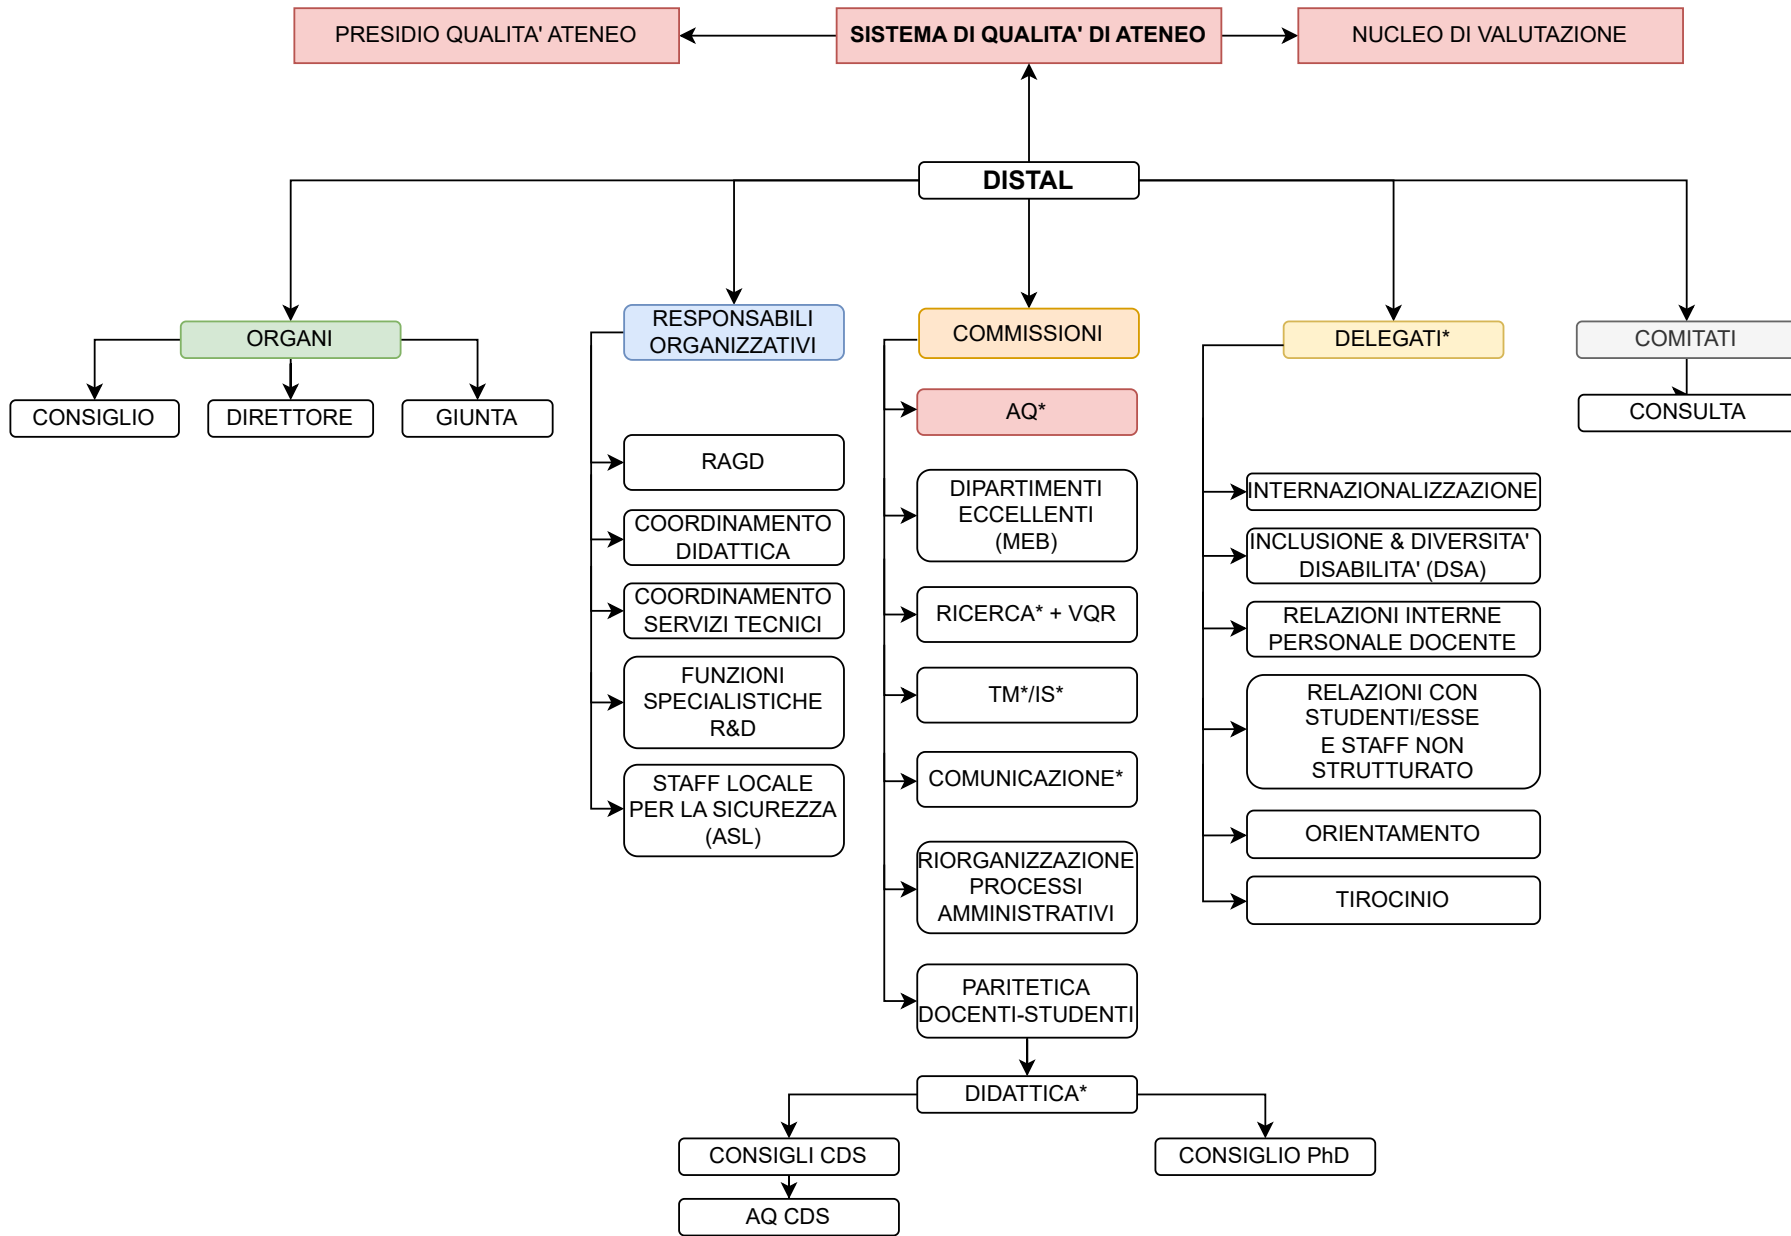 PRESIDIO QUALITA' ATENEO
SISTEMA DI QUALITA' DI ATENEO
NUCLEO DI VALUTAZIONE
DISTAL
ORGANI
CONSIGLIO
DIRETTORE
GIUNTA
RESPONSABILI
ORGANIZZATIVI
RAGD
COORDINAMENTO
DIDATTICA
COORDINAMENTO
SERVIZI TECNICI
FUNZIONI
SPECIALISTICHE
R&D
STAFF LOCALE
PER LA SICUREZZA
(ASL)
COMMISSIONI
AQ*
DIPARTIMENTI
ECCELLENTI
(MEB)
RICERCA* + VQR
TM*/IS*
COMUNICAZIONE*
RIORGANIZZAZIONE
PROCESSI
AMMINISTRATIVI
PARITETICA
DOCENTI-STUDENTI
DIDATTICA*
CONSIGLI CDS
AQ CDS
CONSIGLIO PhD
DELEGATI*
INTERNAZIONALIZZAZIONE
INCLUSIONE & DIVERSITA'
DISABILITA' (DSA)
RELAZIONI INTERNE
PERSONALE DOCENTE
RELAZIONI CON
STUDENTI/ESSE
E STAFF NON
STRUTTURATO
ORIENTAMENTO
TIROCINIO
COMITATI
CONSULTA